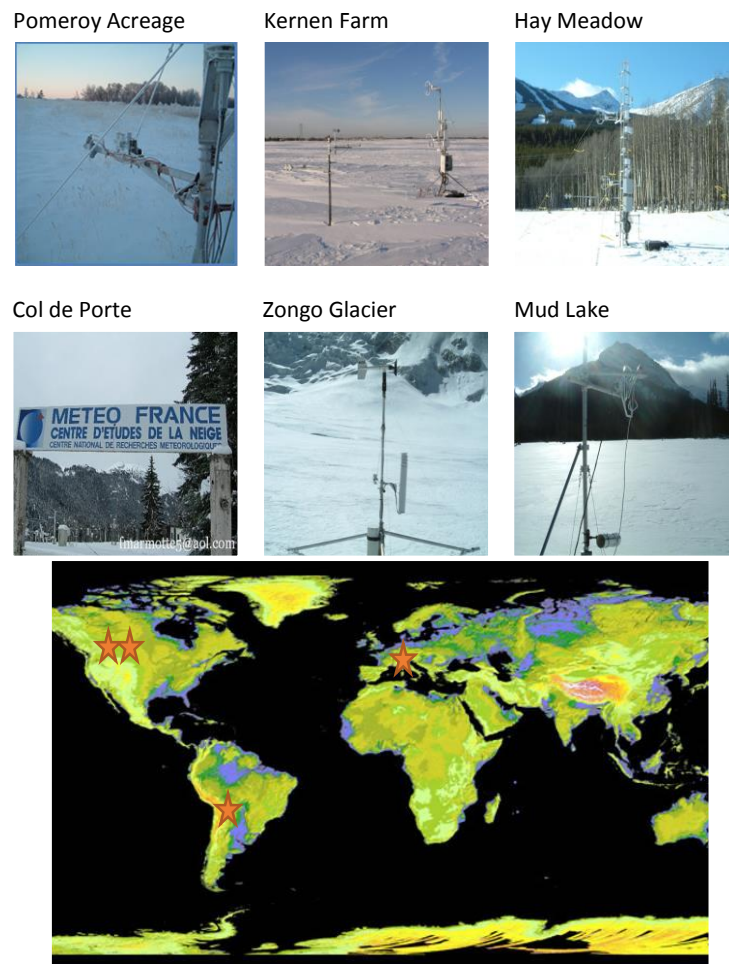 Pomeroy Acreage
Kernen Farm
Hay Meadow
Col de Porte
Zongo Glacier
Mud Lake
METEO FRANCE
CENTRE D'ETUDES DE LA NEIGE
CENTRE NATIONAL DE RECHERCHES METEOROLOGIQUES
fmarmotte5@aol.com